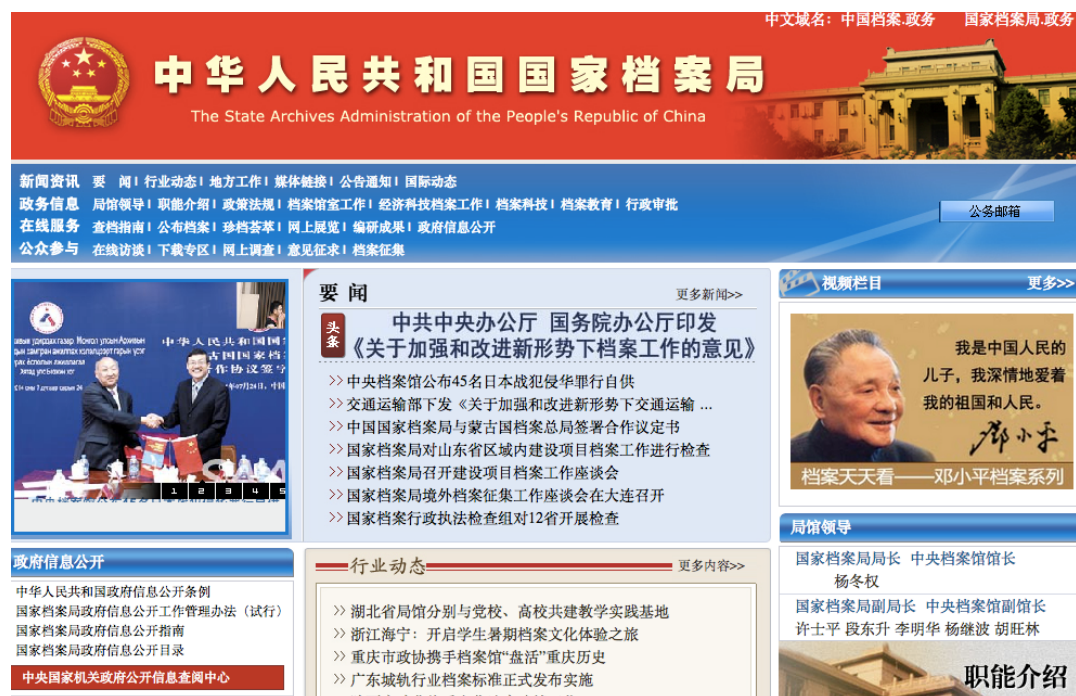 中文域名：中国档案.政务 国家档案局.政务
中华人民共和国国家档案局
The State Archives Administration of the People's Republic of China
新闻资讯 要 闻 | 行业动态 | 地方工作 | 媒体链接 | 公告通知 | 国际动态
政务信息 局馆领导 | 职能介绍 | 政策法规 | 档案馆室工作 | 经济科技档案工作 | 档案科技 | 档案教育 | 行政审批
在线服务 查档指南 | 公布档案 | 珍档荟萃 | 网上展览 | 编研成果 | 政府信息公开
公众参与 在线访谈 | 下载专区 | 网上调查 | 意见征求 | 档案征集
公务邮箱
中华人民共和国国
1 2 3 4 5
要 闻
更多新闻>>
头条
中共中央办公厅 国务院办公厅印发
《关于加强和改进新形势下档案工作的意见》
>> 中央档案馆公布45名日本战犯侵华罪行自供
>> 交通运输部下发《关于加强和改进新形势下交通运输 ...
>> 中国国家档案局与蒙古国档案总局签署合作议定书
>> 国家档案局对山东省区域内建设项目档案工作进行检查
>> 国家档案局召开建设项目档案工作座谈会
>> 国家档案局境外档案征集工作座谈会在大连召开
>> 国家档案行政执法检查组对12省开展检查
视频栏目
更多>>
我是中国人民的
儿子，我深情地爱着
我的祖国和人民。
邓小平
档案天天看——邓小平档案系列
政府信息公开
中华人民共和国政府信息公开条例
国家档案局政府信息公开工作管理办法（试行）
国家档案局政府信息公开指南
国家档案局政府信息公开目录
中央国家机关政府公开信息查阅中心
行业动态
更多内容>>
>> 湖北省局馆分别与党校、高校共建教学实践基地
>> 浙江海宁：开启学生暑期档案文化体验之旅
>> 重庆市政协携手档案馆“盘活”重庆历史
>> 广东城轨行业档案标准正式发布实施
局馆领导
国家档案局局长 中央档案馆馆长
杨冬权
国家档案局副局长 中央档案馆副馆长
许士平 段东升 李明华 杨继波 胡旺林
职能介绍